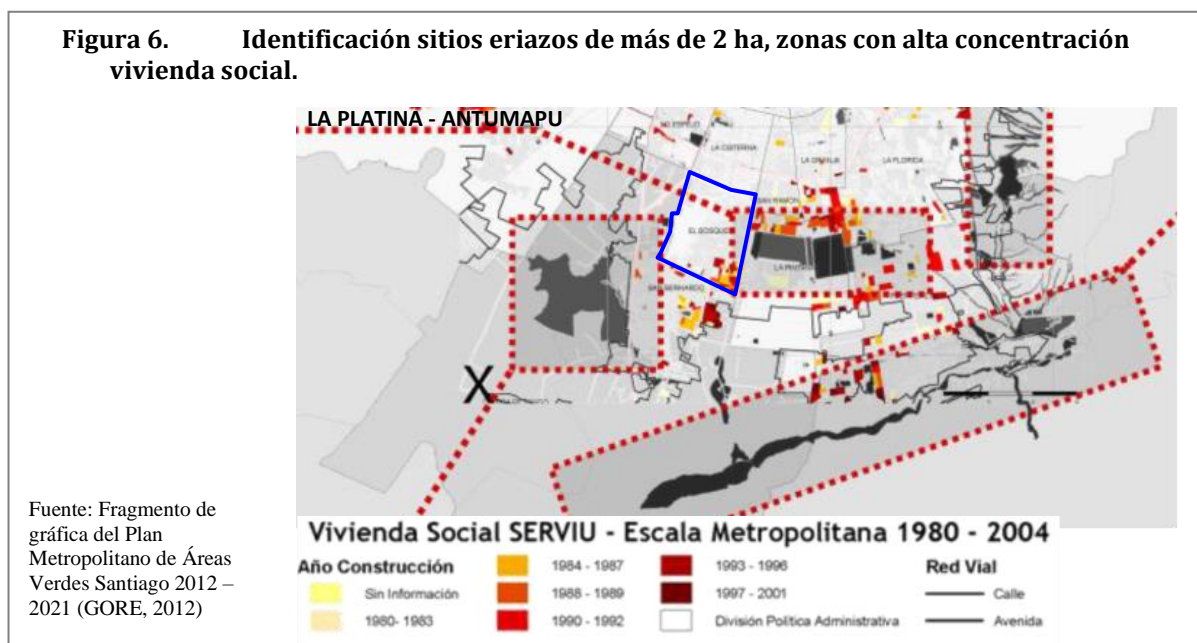 Figura 6. Identificación sitios eriazos de más de 2 ha, zonas con alta concentración
vivienda social.
LA PLATINA - ANTUMAPU
LA CISTERNA
LA GRANJA
LA FLORIDA
SAN RAMON
EL BOSQUE
LA PINTANA
SAN BERNARDO
X
Fuente: Fragmento de
gráfica del Plan
Metropolitano de Áreas
Verdes Santiago 2012 –
2021 (GORE, 2012)
Vivienda Social SERVIU - Escala Metropolitana 1980 - 2004
Año Construcción
Sin Información
1980- 1983
1984 - 1987
1988 - 1989
1990 - 1992
1993 - 1996
1997 - 2001
División Política Administrativa
Red Vial
Calle
Avenida